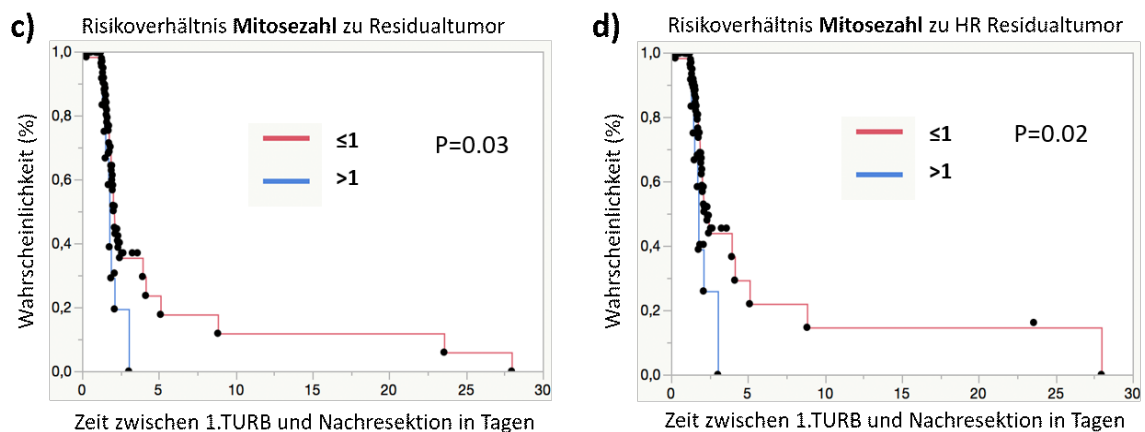 c)
Risikoverhältnis Mitosezahl zu Residualtumor
Wahrscheinlichkeit (%)
1,0
0,8
0,6
0,4
0,2
0,0
≤1
>1
P=0.03
0 5 10 15 20 25 30
Zeit zwischen 1.TURB und Nachresektion in Tagen
d)
Risikoverhältnis Mitosezahl zu HR Residualtumor
Wahrscheinlichkeit (%)
1,0
0,8
0,6
0,4
0,2
0,0
≤1
>1
P=0.02
0 5 10 15 20 25 30
Zeit zwischen 1.TURB und Nachresektion in Tagen